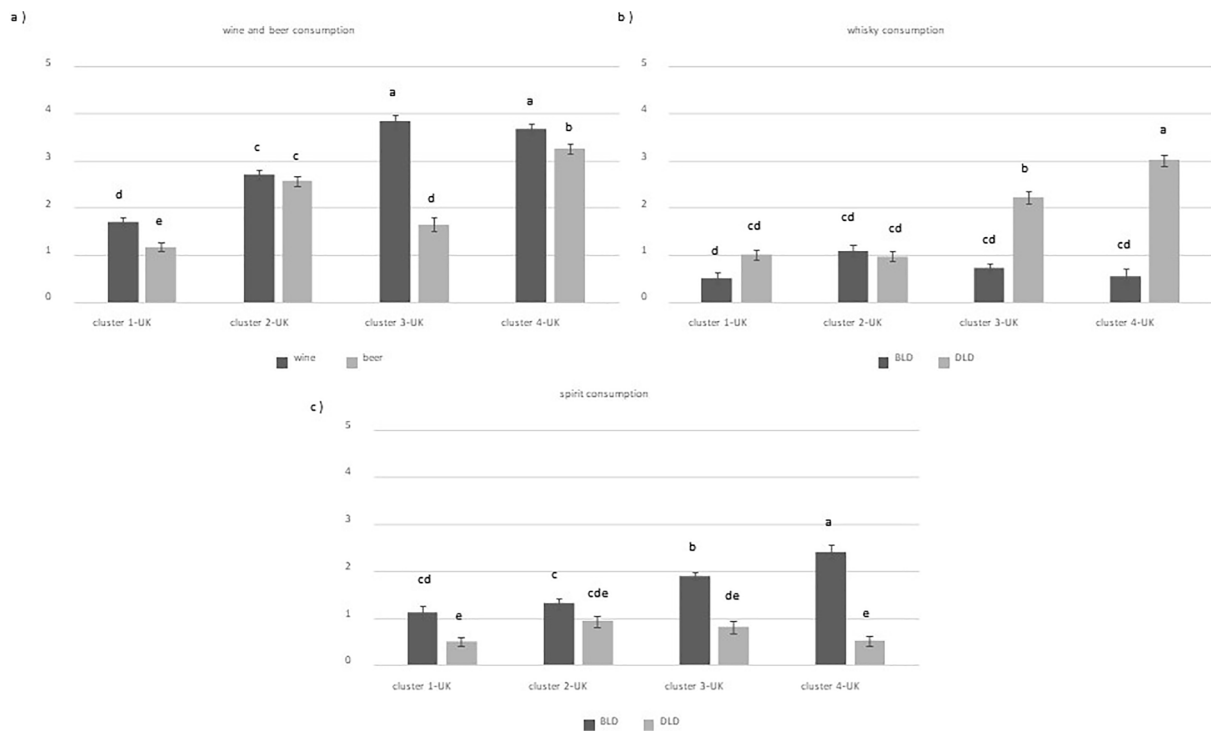 a )
wine and beer consumption
5
4
3
2
1
0
d
e
c
c
a
d
a
b
cluster 1-UK
cluster 2-UK
cluster 3-UK
cluster 4-UK
wine
beer
b )
whisky consumption
5
4
3
2
1
0
d
cd
cd
cd
cd
b
cd
a
cluster 1-UK
cluster 2-UK
cluster 3-UK
cluster 4-UK
BLD
DLD
c )
spirit consumption
5
4
3
2
1
0
cd
e
c
cde
b
de
a
e
cluster 1-UK
cluster 2-UK
cluster 3-UK
cluster 4-UK
BLD
DLD